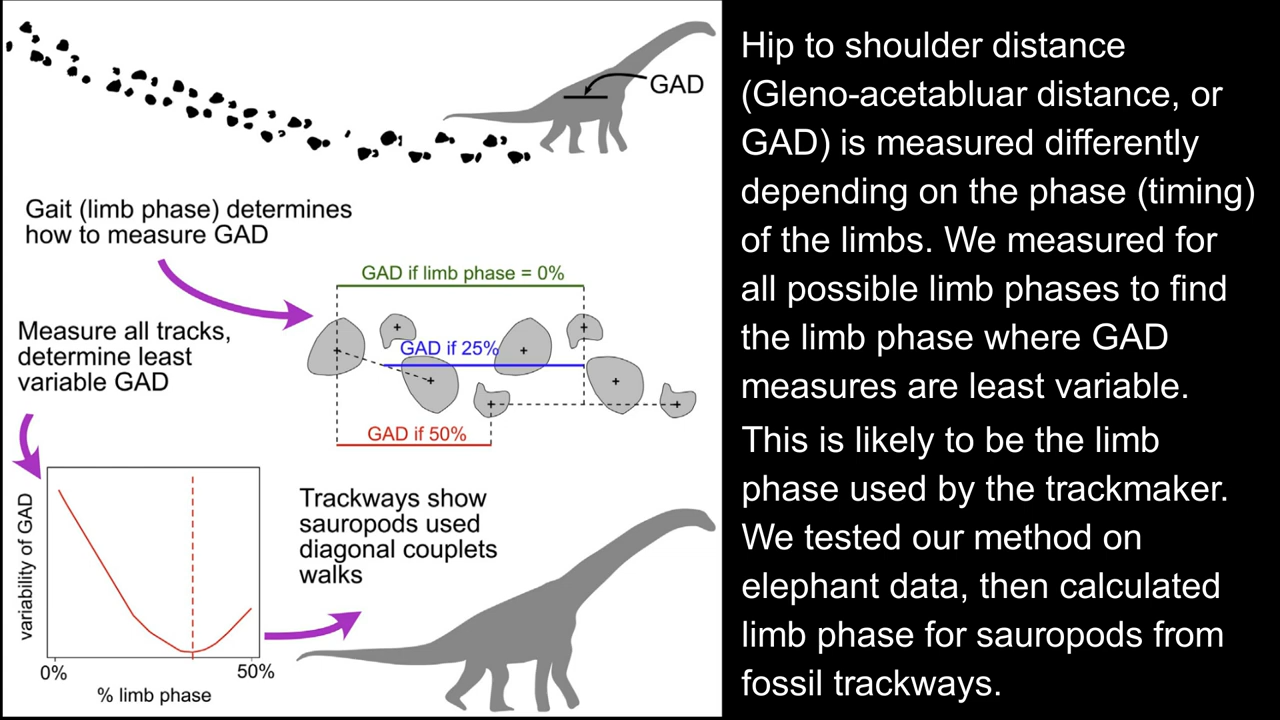 GAD
Gait (limb phase) determines
how to measure GAD
GAD if limb phase = 0%
Measure all tracks,
determine least
variable GAD
GAD if 25%
GAD if 50%
variability of GAD
0%
50%
% limb phase
Trackways show
sauropods used
diagonal couplets
walks
Hip to shoulder distance
(Gleno-acetabluar distance, or
GAD) is measured differently
depending on the phase (timing)
of the limbs. We measured for
all possible limb phases to find
the limb phase where GAD
measures are least variable.
This is likely to be the limb
phase used by the trackmaker.
We tested our method on
elephant data, then calculated
limb phase for sauropods from
fossil trackways.